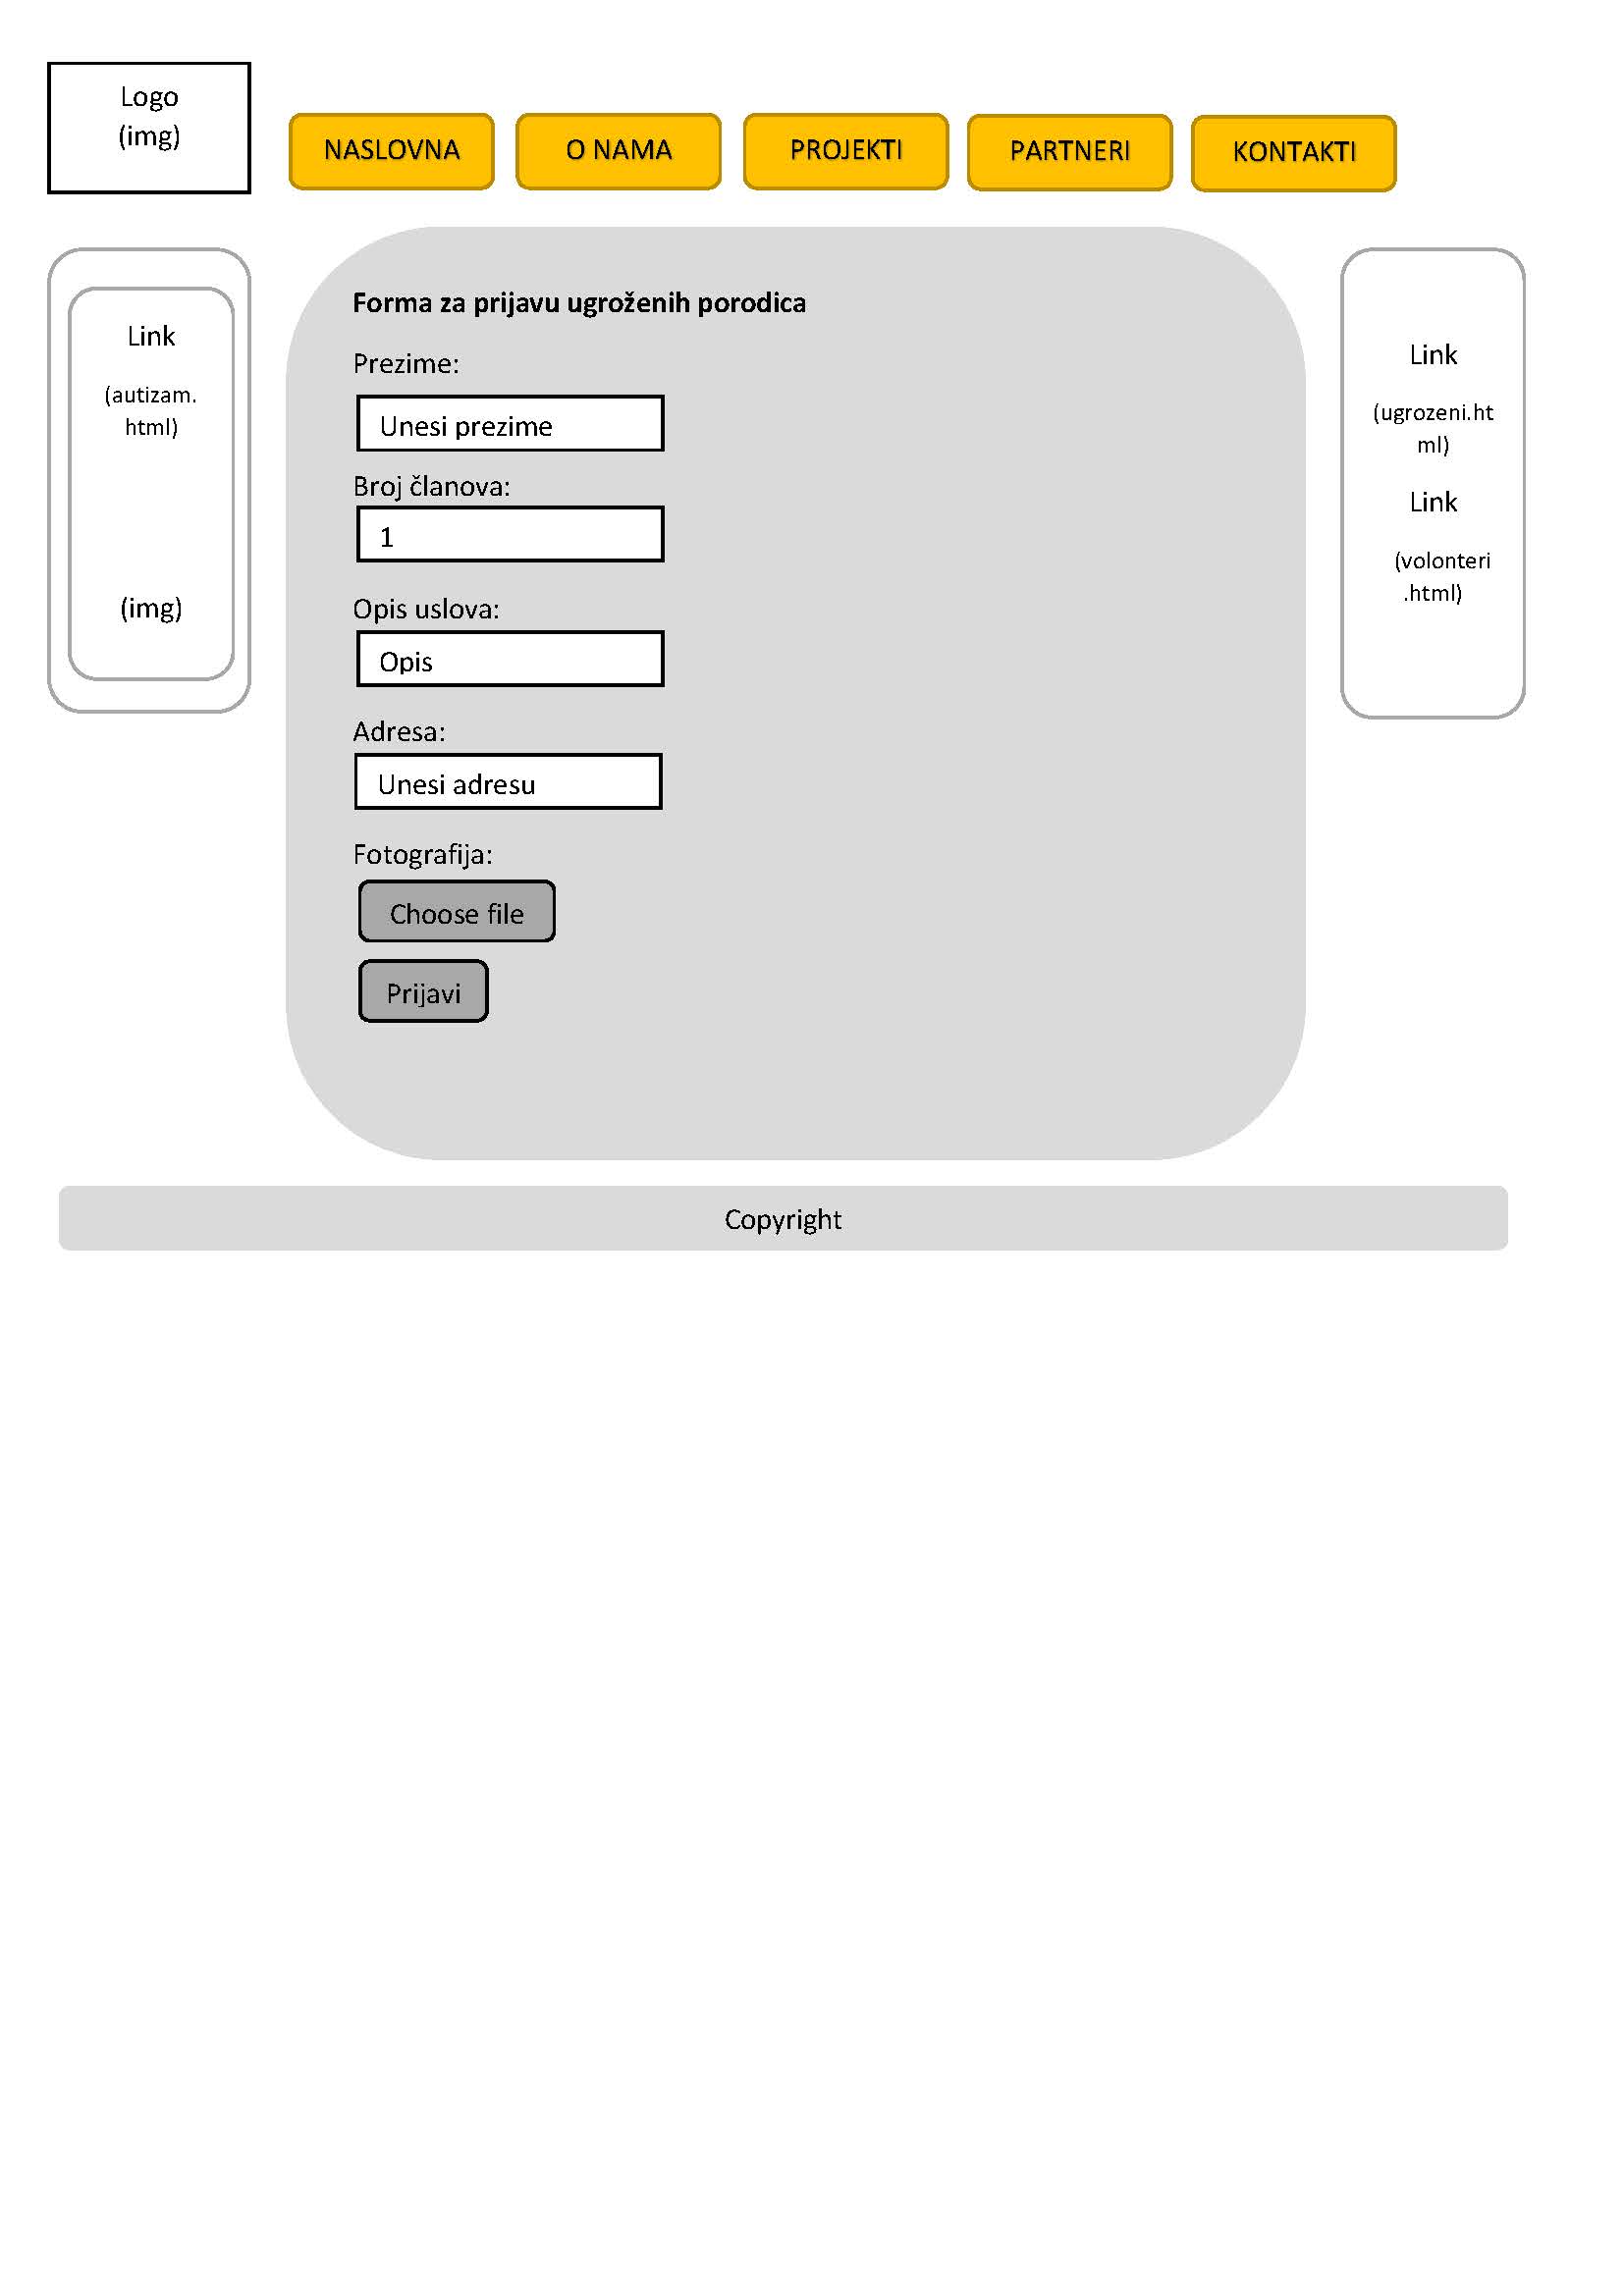 Logo
(img)
NASLOVNA
O NAMA
PROJEKTI
PARTNERI
KONTAKTI
Link
(autizam.
html)
(img)
Forma za prijavu ugroženih porodica
Prezime:
Unesi prezime
Broj članova:
1
Opis uslova:
Opis
Adresa:
Unesi adresu
Fotografija:
Choose file
Prijavi
Link
(ugrozeni.ht
ml)
Link
(volonteri
.html)
Copyright